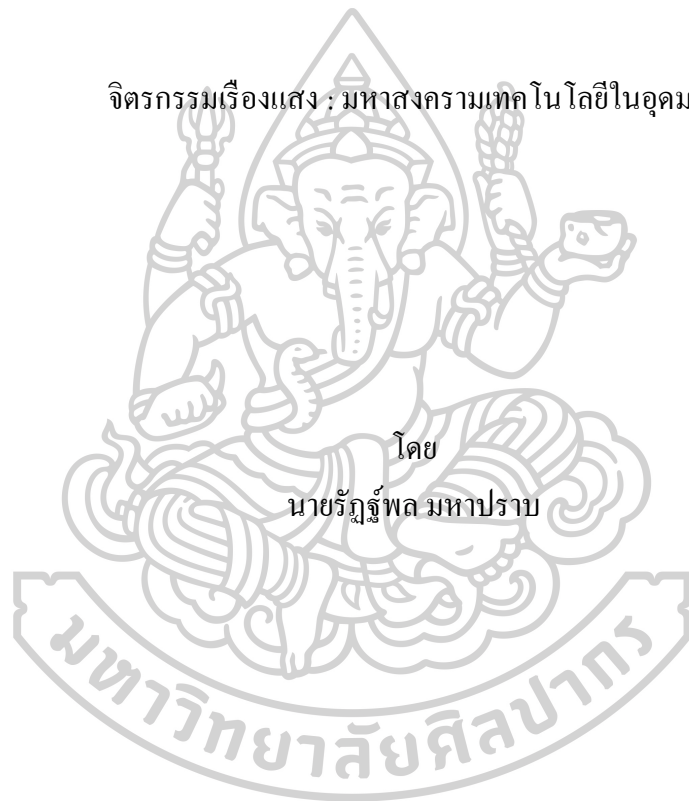 จิตรกรรมเรืองแสง : มหาสงครามเทคโนโลยีในอุดม
โดย
นายรัฏฐ์พล มหาปราบ
มหาวิทยาลัยศิลปากร